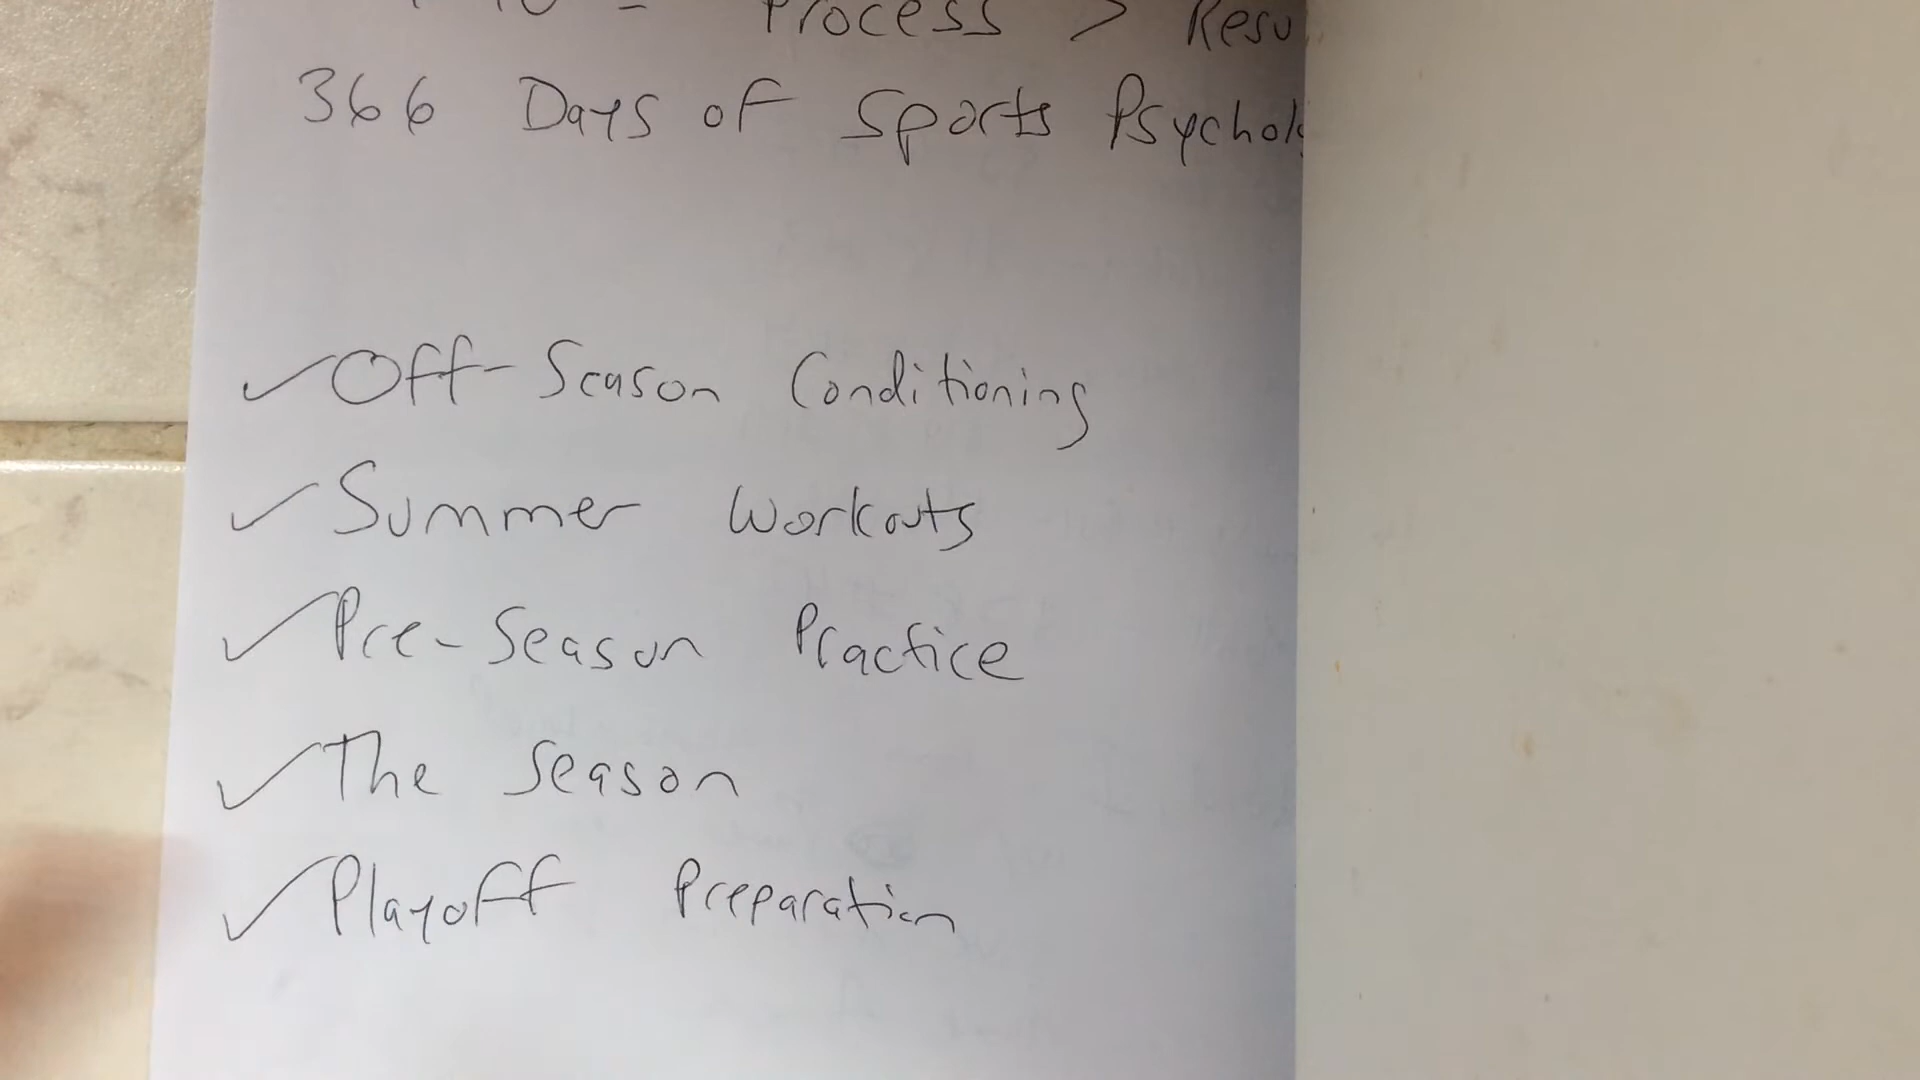 Process > Resu
366 Days of Sports Psychol
✓ Off-Season Conditioning
✓ Summer Workouts
✓ Pre-Season Practice
✓ The Season
✓ Playoff Preparation